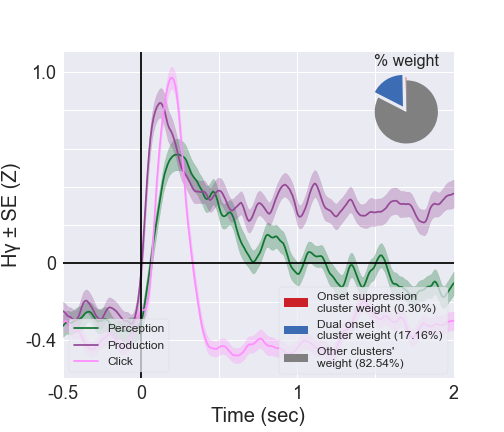 % weight
1.0
0
-0.4
Hγ ± SE (Z)
Perception
Production
Click
Onset suppression
cluster weight (0.30%)
Dual onset
cluster weight (17.16%)
Other clusters'
weight (82.54%)
-0.5
0
1
2
Time (sec)